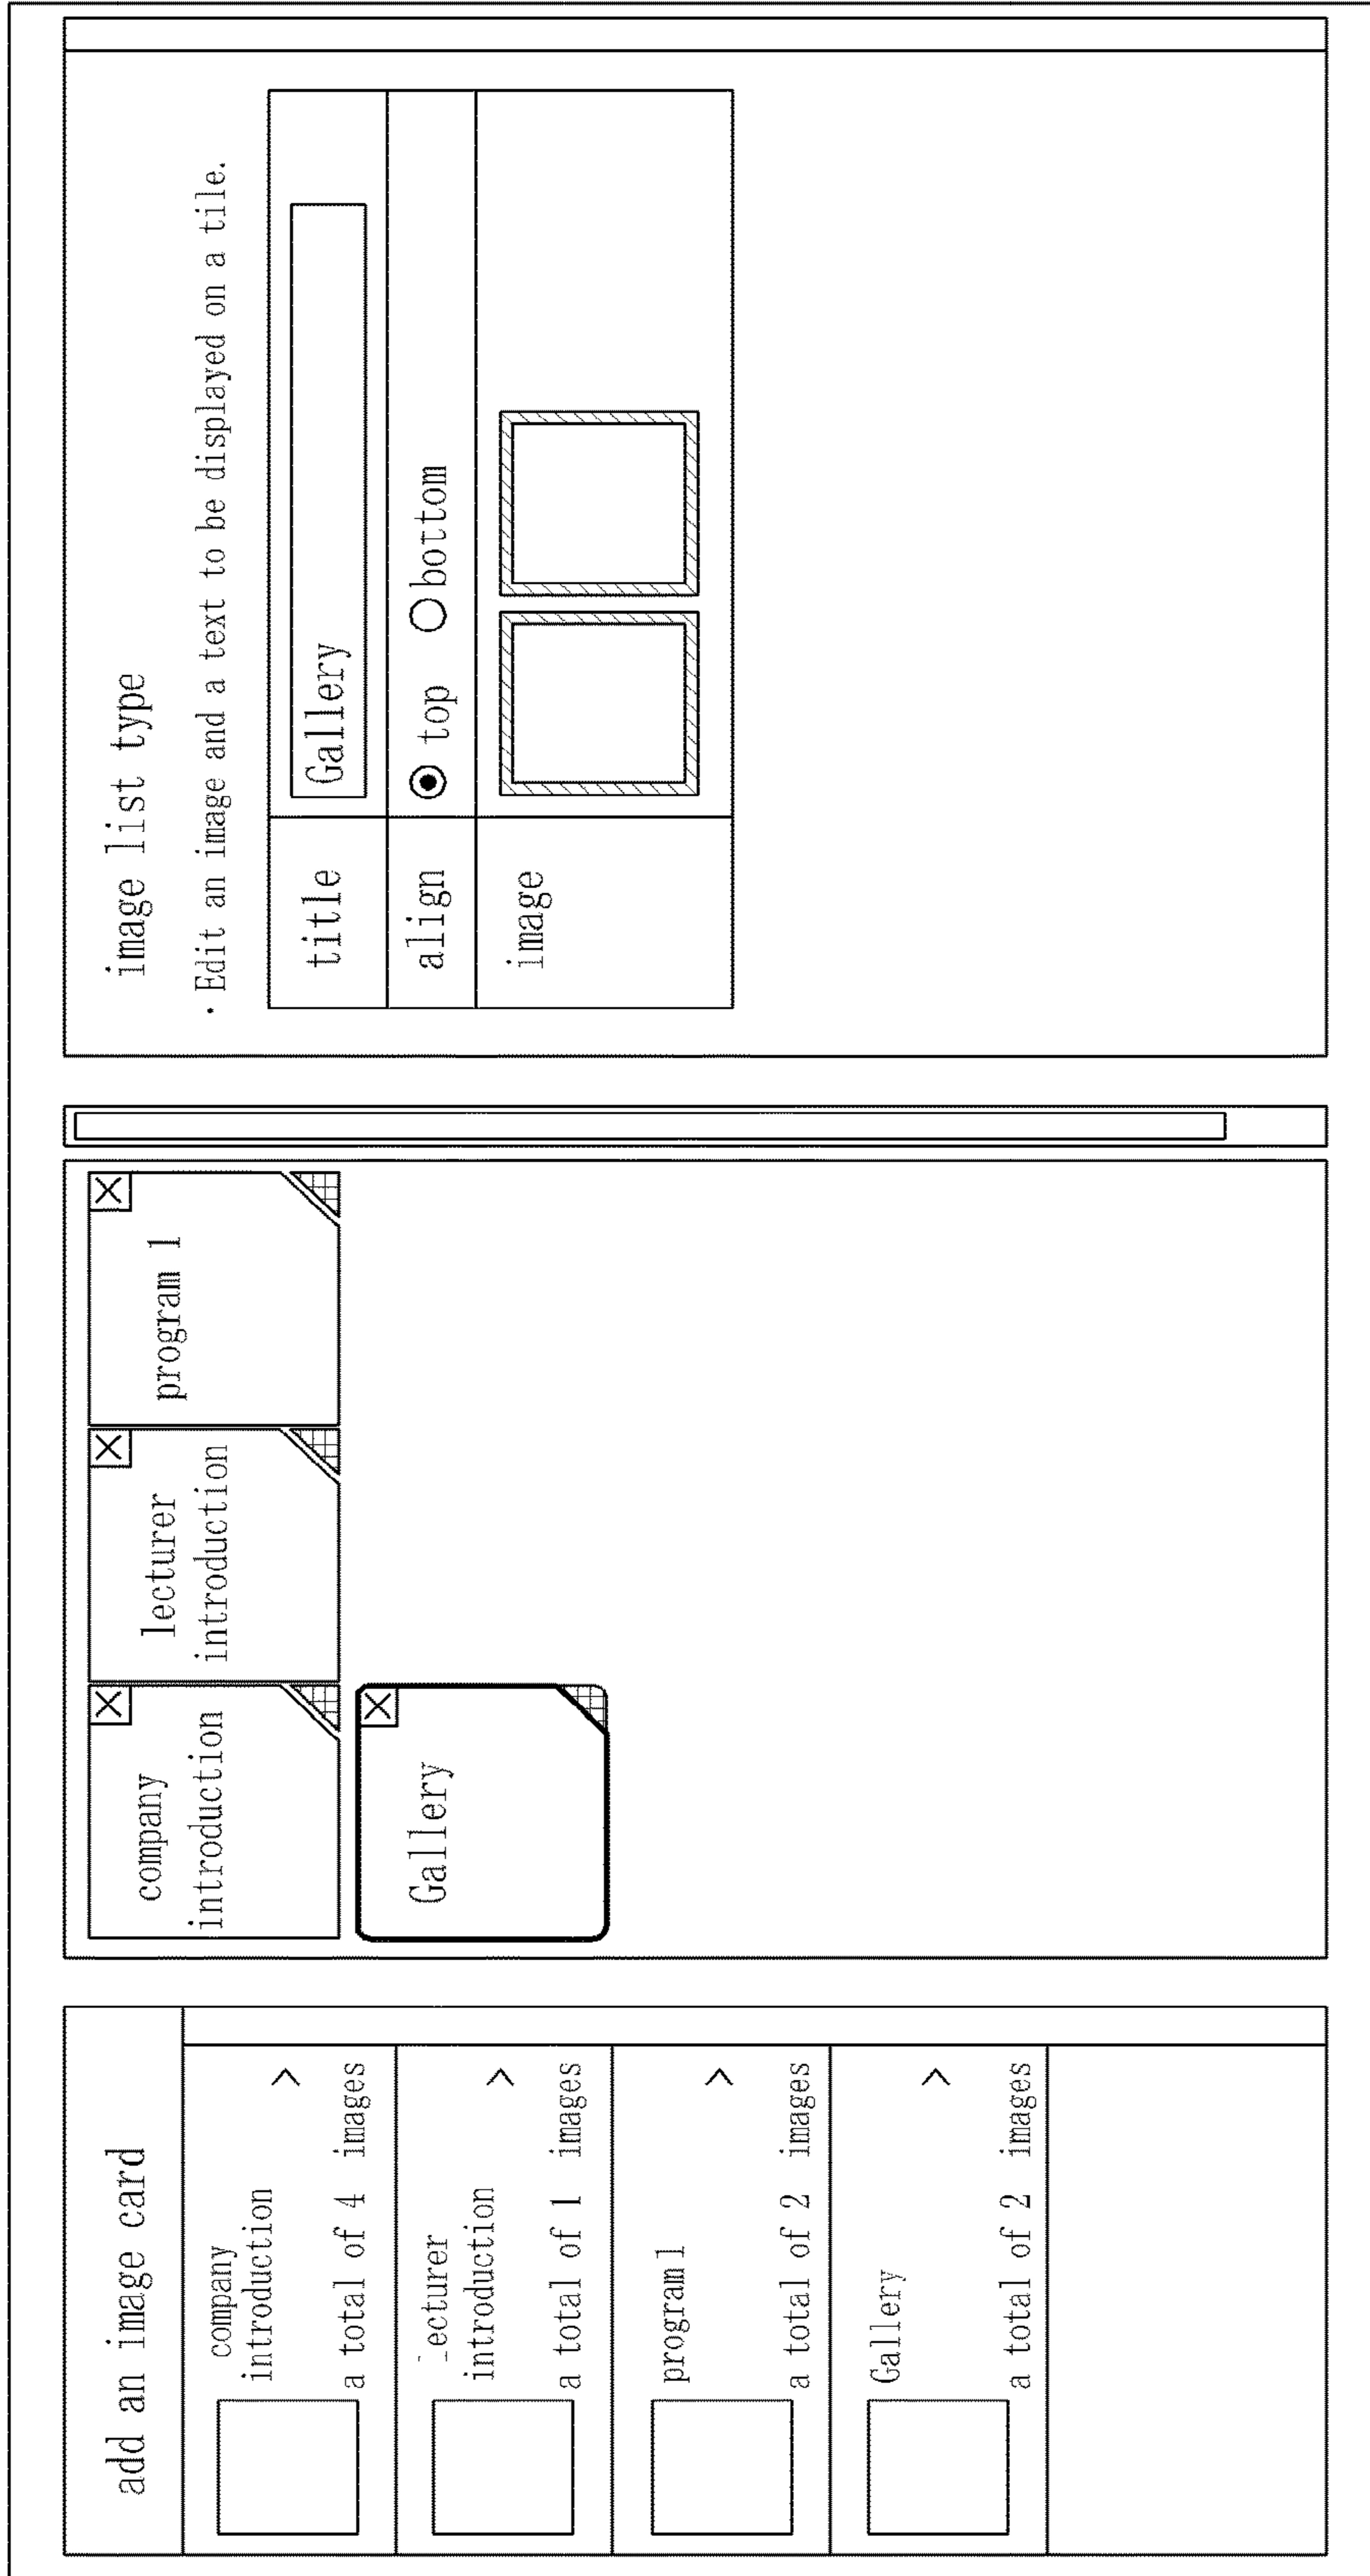 add an image card
company
introduction
>
a total of 4 images
lecturer
introduction
>
a total of 1 images
program1
>
a total of 2 images
Gallery
>
a total of 2 images
company
introduction
lecturer
introduction
program 1
Gallery
image list type
· Edit an image and a text to be displayed on a tile.
title
Gallery
align
top
bottom
image